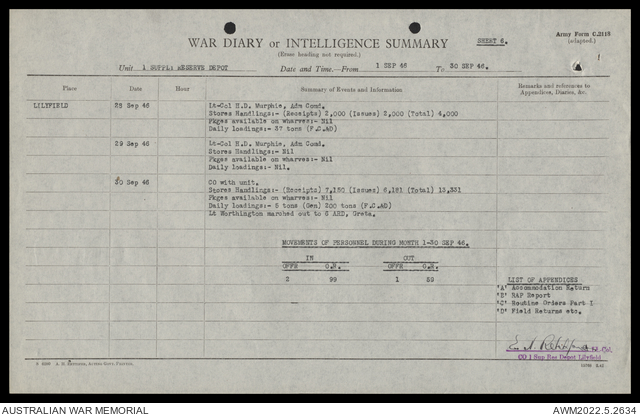 WAR DIARY or INTELLIGENCE SUMMARY
(Erase heading not required).
SHEET 6.
Army Form C.2118
(adapted.)
Unit 1 SUPPLY RESERVE DEPOT Date and Time.—From 1 SEP 46 To 30 SEP 46.
Place Date Hour Summary of Events and Information Remarks and references to Appendices, Diaries, &c.
LILYFIELD 28 Sep 46 Lt-Col H.D. Murphie, Adm Comd.
Stores Handlings:- (Receipts) 2,000 (Issues) 2,000 (Total) 4,000
Pkges available on wharves:- Nil
Daily loadings:- 37 tons (F.C.AD)
29 Sep 46 Lt-Col H.D. Murphie, Adm Comd.
Stores Handlings:- Nil
Pkges available on wharves:- Nil
Daily loadings:- Nil.
30 Sep 46 CO with unit.
Stores Handlings:- (Receipts) 7,150 (Issues) 6,181 (Total) 13,331
Pkges available on wharves:- Nil
Daily loadings:- 5 tons (Gen) 200 tons (F.C.AD)
Lt Worthington marched out to 6 ARD, Greta.
MOVEMENTS OF PERSONNEL DURING MONTH 1-30 SEP 46.
IN OUT
OFFS O.R. OFFS O.R.
2 99 1 59
LIST OF APPENDICES
'A' Accommodation Return
'B' RAP Report
'C' Routine Orders Part I
'D' Field Returns etc.
CO 1 Sup Res Depot Lilyfield
AUSTRALIAN WAR MEMORIAL
AWM2022.5.2634